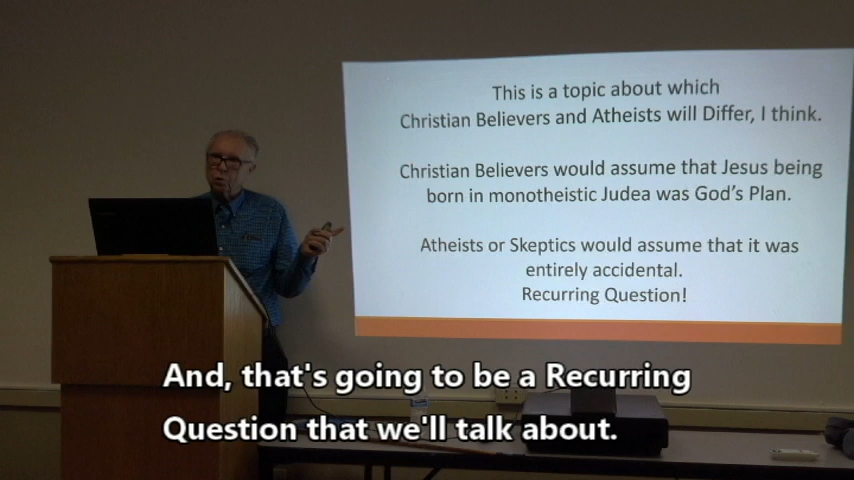 This is a topic about which
Christian Believers and Atheists will Differ, I think.
Christian Believers would assume that Jesus being
born in monotheistic Judea was God's Plan.
Atheists or Skeptics would assume that it was
entirely accidental.
Recurring Question!
And, that's going to be a Recurring
Question that we'll talk about.